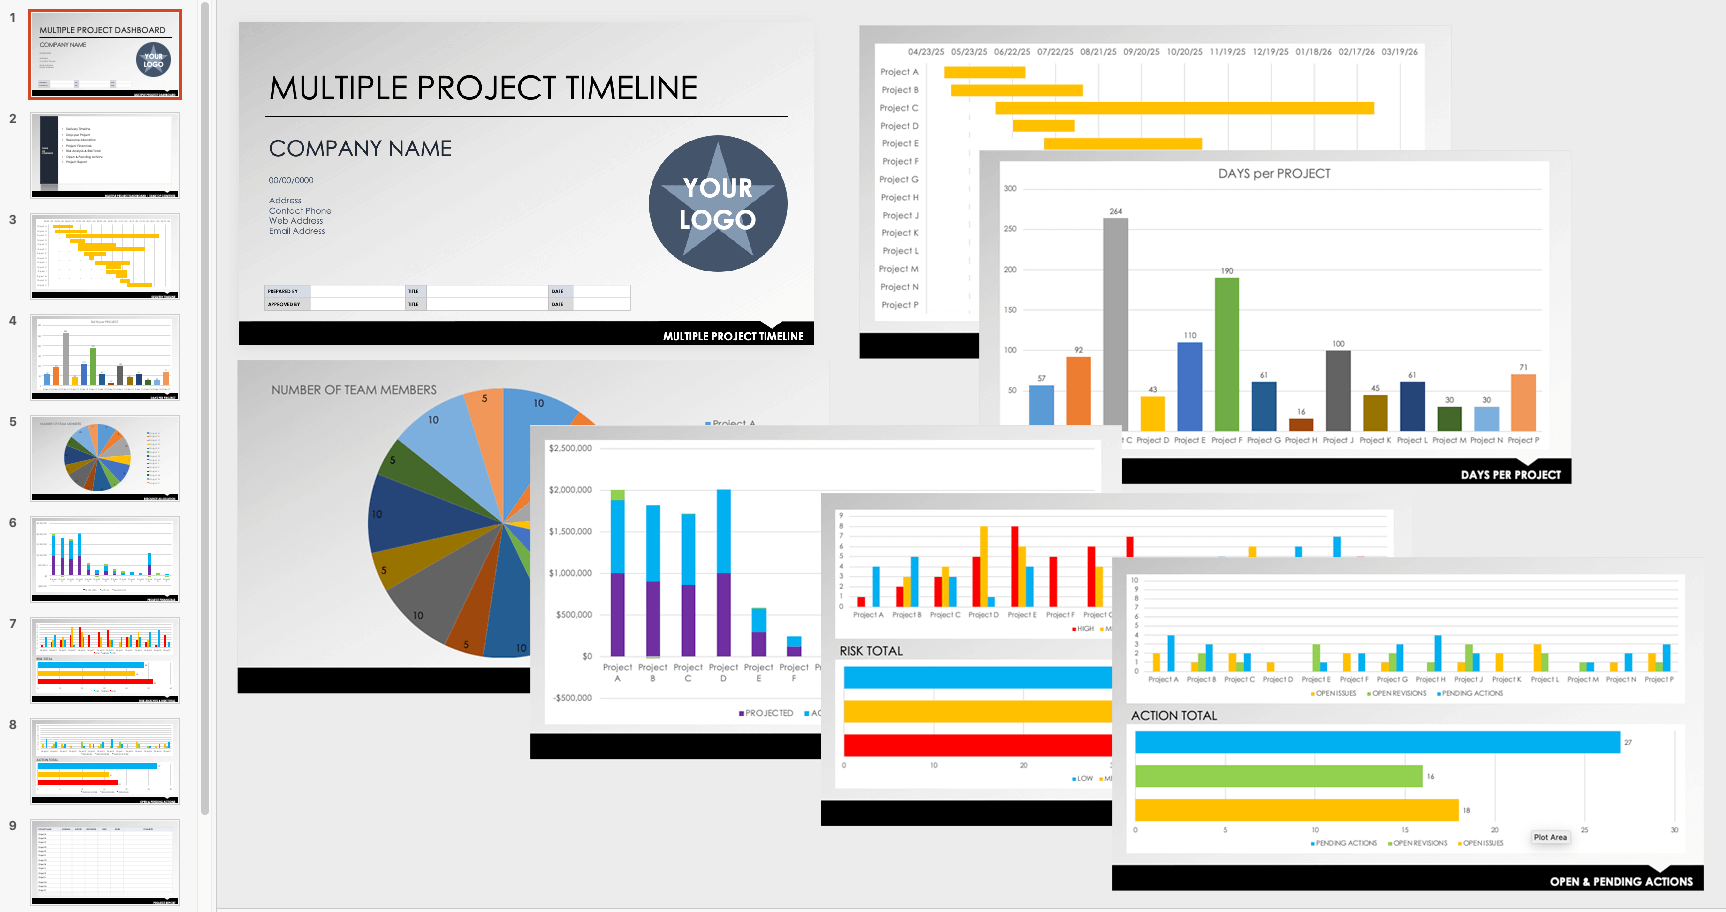 1
MULTIPLE PROJECT DASHBOARD
COMPANY NAME
YOUR
LOGO
2
3
4
5
6
7
8
9
MULTIPLE PROJECT TIMELINE
COMPANY NAME
00/00/0000
Address
Contact Phone
Web Address
Email Address
YOUR
LOGO
PREPARED BY TITLE DATE
APPROVED BY TITLE DATE
MULTIPLE PROJECT TIMELINE
04/23/25 05/23/25 06/22/25 07/22/25 08/21/25 09/20/25 10/20/25 11/19/25 12/19/25 01/18/26 02/17/26 03/19/26
Project A
Project B
Project C
Project D
Project E
Project F
Project G
Project H
Project J
Project K
Project L
Project M
Project N
Project P
DAYS per PROJECT
300
250
200
150
100
50
57 92 264 43 110 190 61 16 100 45 61 30 30 71
t C Project D Project E Project F Project G Project H Project J Project K Project L Project M Project N Project P
DAYS PER PROJECT
NUMBER OF TEAM MEMBERS
5
10
10
5
10
5
10
5
10
Project A
$2,500,000
$2,000,000
$1,500,000
$1,000,000
$500,000
$0
-$500,000
Project A Project B Project C Project D Project E Project F
PROJECTED AC
9
8
7
6
5
4
3
2
1
0
Project A Project B Project C Project D Project E Project F Project G
HIGH M
RISK TOTAL
0 10 20 3
LOW ME
10
9
8
7
6
5
4
3
2
1
0
Project A Project B Project C Project D Project E Project F Project G Project H Project J Project K Project L Project M Project N Project P
OPEN ISSUES OPEN REVISIONS PENDING ACTIONS
ACTION TOTAL
27
16
18
0 5 10 15 20 25 30
Plot Area
PENDING ACTIONS OPEN REVISIONS OPEN ISSUES
OPEN & PENDING ACTIONS